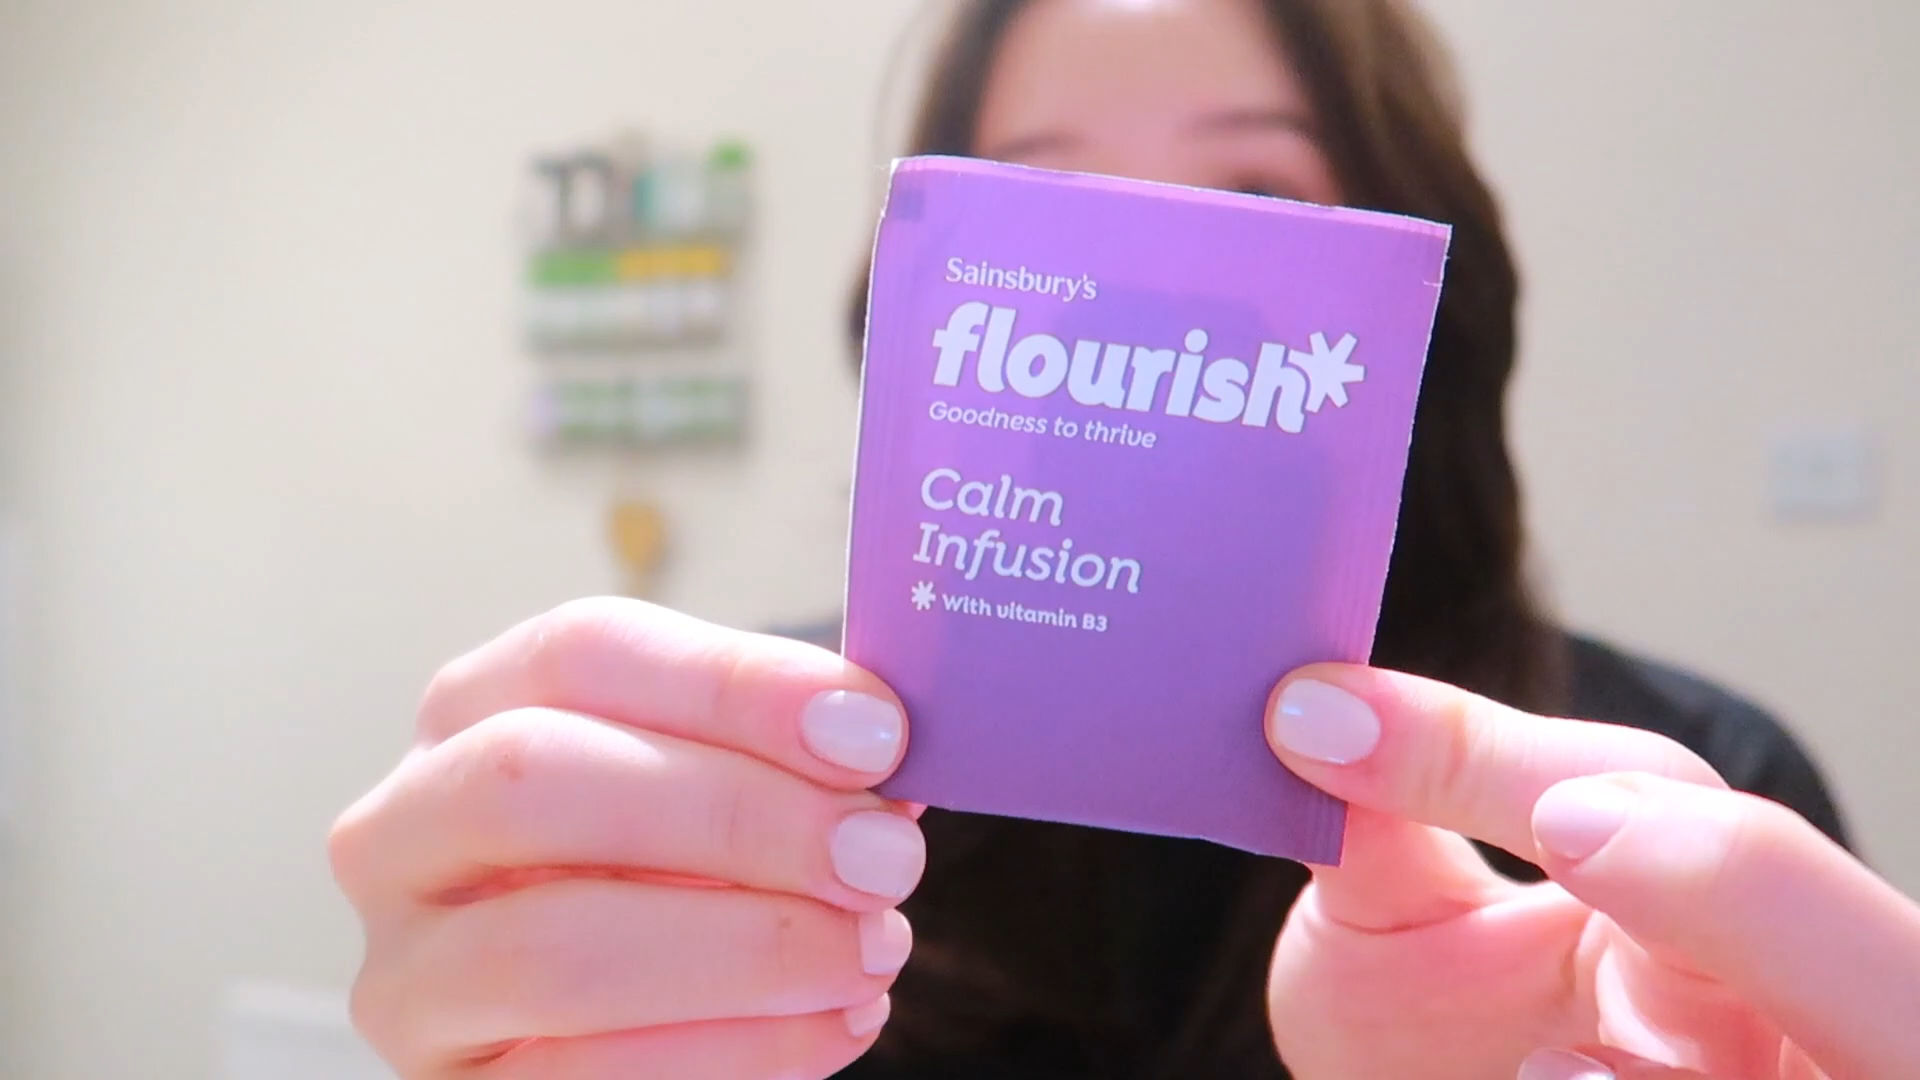 Sainsbury's
flourish*
Goodness to thrive
Calm
Infusion
* With vitamin B3